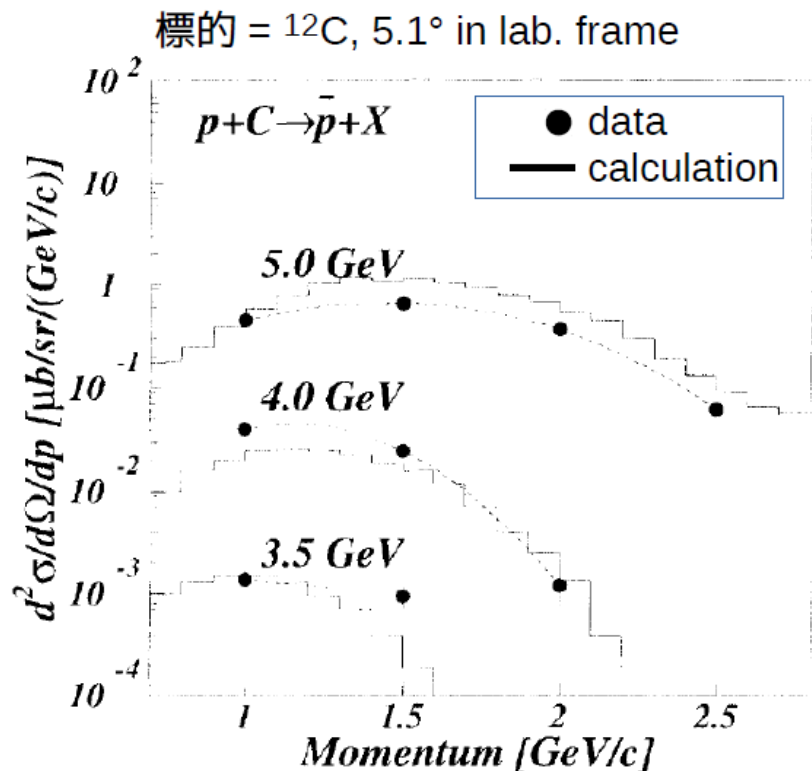 標的 = ¹²C, 5.1° in lab. frame
p+C→p̄+X
data
calculation
5.0 GeV
4.0 GeV
3.5 GeV
10²
10
1
10⁻¹
10⁻²
10⁻³
10⁻⁴
d²σ/dΩ/dp [μb/sr/(GeV/c)]
1 1.5 2 2.5
Momentum [GeV/c]